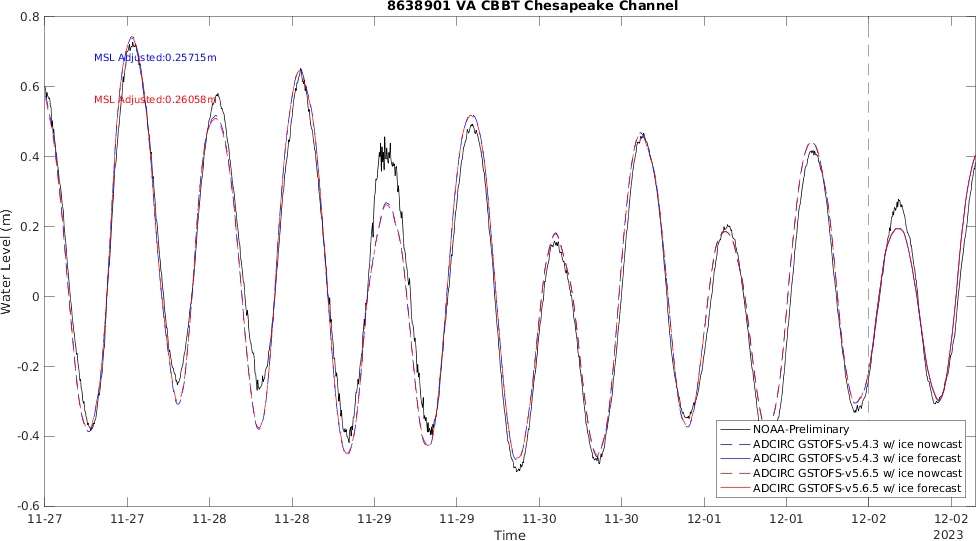 8638901 VA CBBT Chesapeake Channel
0.8
MSL Adjusted:0.25715m
0.6
MSL Adjusted:0.26058m
0.4
0.2
Water Level (m)
0
-0.2
-0.4
-0.6
NOAA-Preliminary
ADCIRC GSTOFS-v5.4.3 w/ ice nowcast
ADCIRC GSTOFS-v5.4.3 w/ ice forecast
ADCIRC GSTOFS-v5.6.5 w/ ice nowcast
ADCIRC GSTOFS-v5.6.5 w/ ice forecast
11-27 11-27 11-28 11-28 11-29 11-29 11-30 11-30 12-01 12-01 12-02 12-02
Time
2023